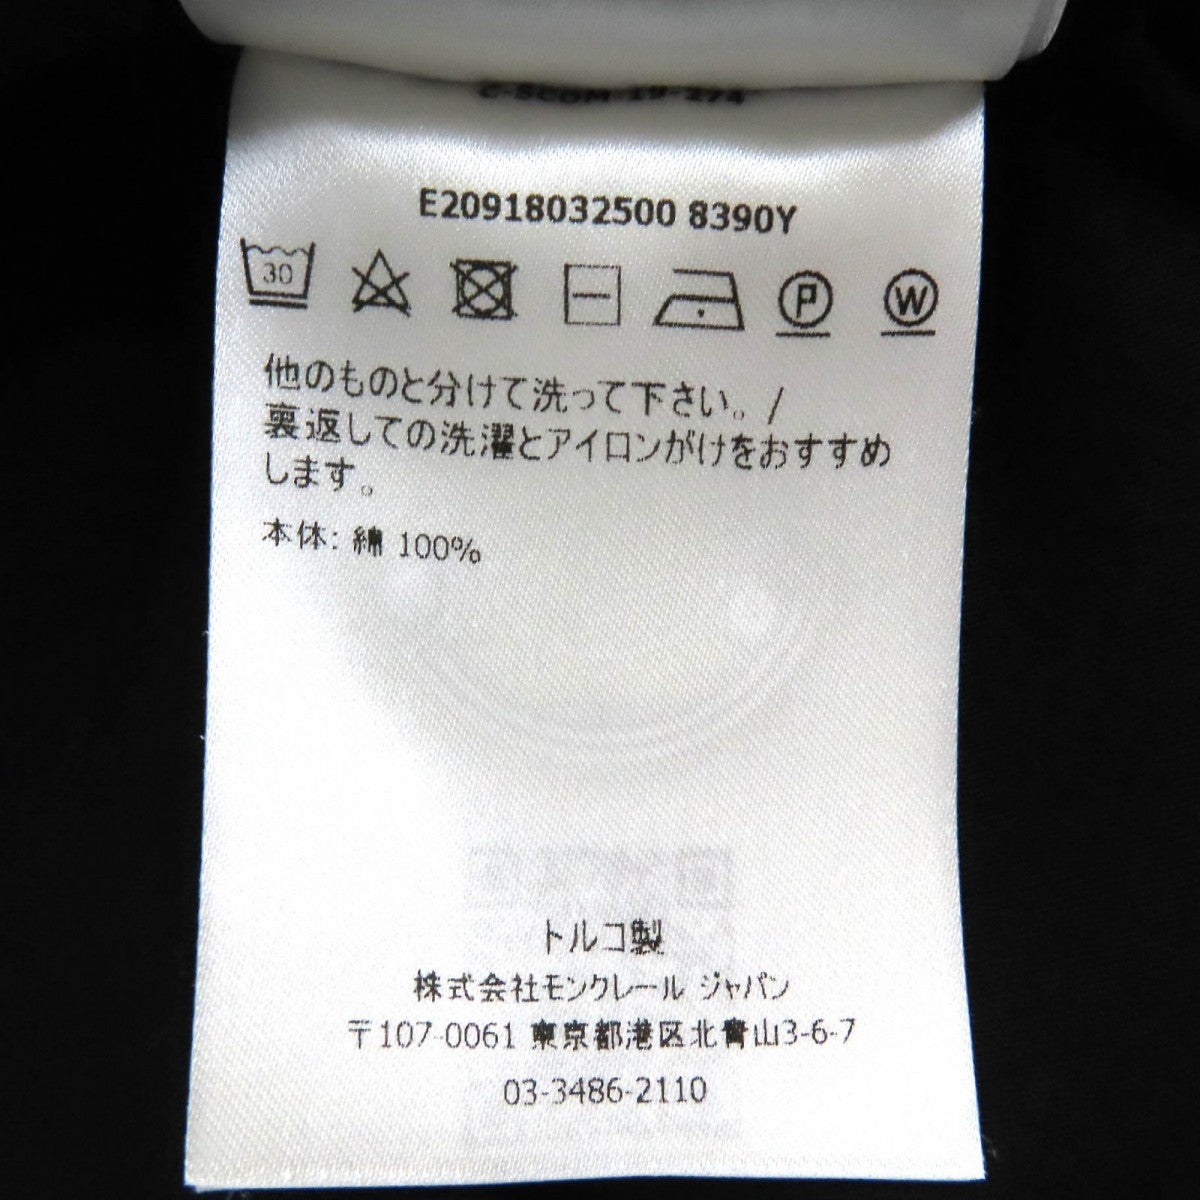 E20918032500 8390Y
30
P
W
他のものと分けて洗って下さい。/
裏返しての洗濯とアイロンがけをおすすめ
します。
本体: 綿 100%
トルコ製
株式会社モンクレール ジャパン
〒107-0061 東京都港区北青山3-6-7
03-3486-2110